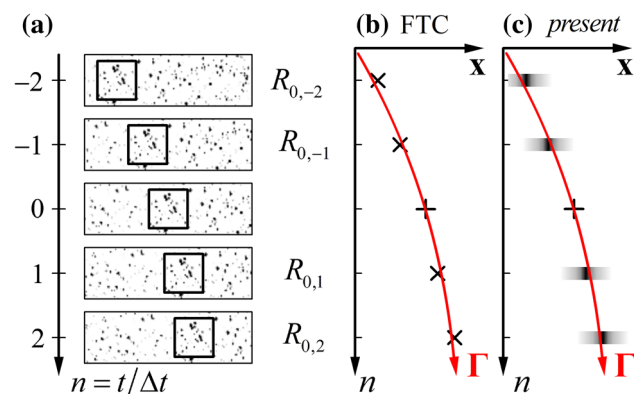 (a)
(b) FTC
(c) present
x
x
−2
R0,−2
−1
R0,−1
0
1
R0,1
2
R0,2
n = t/Δt
n
Γ
n
Γ